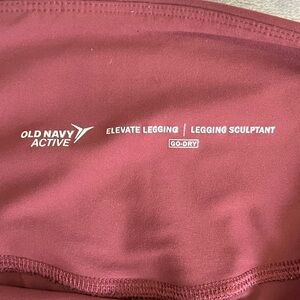 OLD NAVY
ACTIVE
ELEVATE LEGGING | LEGGING SCULPTANT
GO-DRY